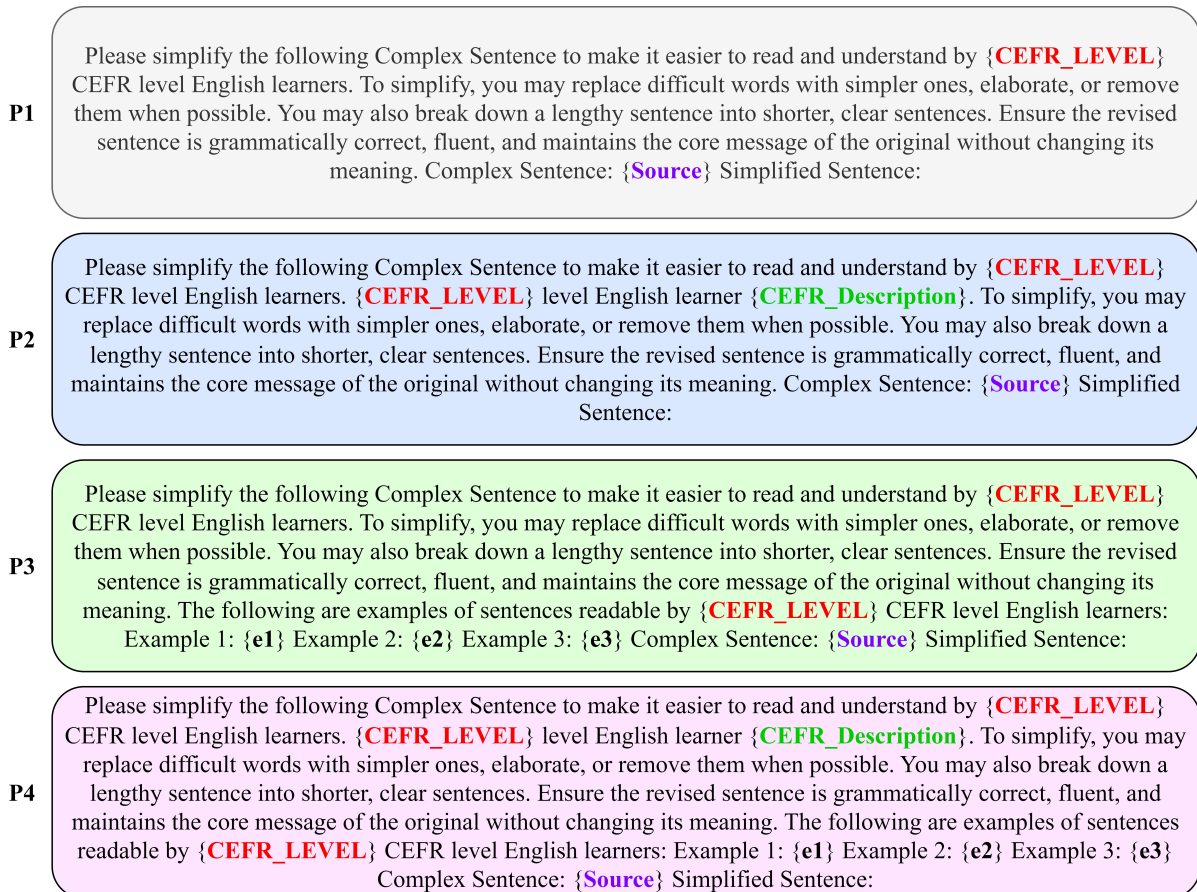 Please simplify the following Complex Sentence to make it easier to read and understand by {CEFR_LEVEL}
CEFR level English learners. To simplify, you may replace difficult words with simpler ones, elaborate, or remove
P1
them when possible. You may also break down a lengthy sentence into shorter, clear sentences. Ensure the revised
sentence is grammatically correct, fluent, and maintains the core message of the original without changing its
meaning. Complex Sentence: {Source} Simplified Sentence:
Please simplify the following Complex Sentence to make it easier to read and understand by {CEFR_LEVEL}
CEFR level English learners. {CEFR_LEVEL} level English learner {CEFR_Description}. To simplify, you may
P2
replace difficult words with simpler ones, elaborate, or remove them when possible. You may also break down a
lengthy sentence into shorter, clear sentences. Ensure the revised sentence is grammatically correct, fluent, and
maintains the core message of the original without changing its meaning. Complex Sentence: {Source} Simplified
Sentence:
Please simplify the following Complex Sentence to make it easier to read and understand by {CEFR_LEVEL}
CEFR level English learners. To simplify, you may replace difficult words with simpler ones, elaborate, or remove
P3
them when possible. You may also break down a lengthy sentence into shorter, clear sentences. Ensure the revised
sentence is grammatically correct, fluent, and maintains the core message of the original without changing its
meaning. The following are examples of sentences readable by {CEFR_LEVEL} CEFR level English learners:
Example 1: {e1} Example 2: {e2} Example 3: {e3} Complex Sentence: {Source} Simplified Sentence:
Please simplify the following Complex Sentence to make it easier to read and understand by {CEFR_LEVEL}
CEFR level English learners. {CEFR_LEVEL} level English learner {CEFR_Description}. To simplify, you may
replace difficult words with simpler ones, elaborate, or remove them when possible. You may also break down a
P4
lengthy sentence into shorter, clear sentences. Ensure the revised sentence is grammatically correct, fluent, and
maintains the core message of the original without changing its meaning. The following are examples of sentences
readable by {CEFR_LEVEL} CEFR level English learners: Example 1: {e1} Example 2: {e2} Example 3: {e3}
Complex Sentence: {Source} Simplified Sentence: